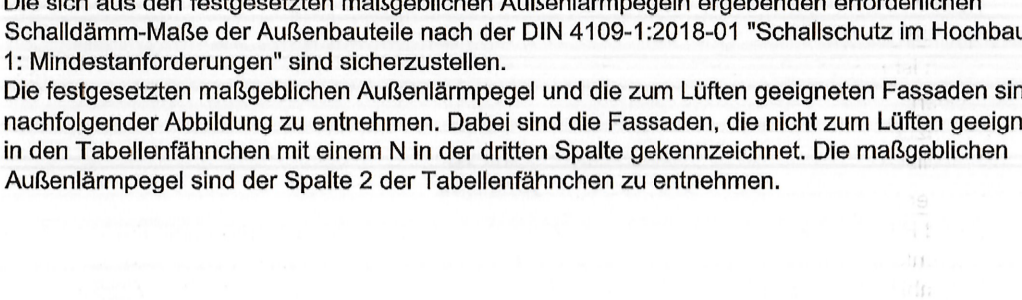 Die sich aus den festgesetzten maßgeblichen Außenlärmpegeln ergebenden erforderlichen
Schalldämm-Maße der Außenbauteile nach der DIN 4109-1:2018-01 "Schallschutz im Hochbau
1: Mindestanforderungen" sind sicherzustellen.
Die festgesetzten maßgeblichen Außenlärmpegel und die zum Lüften geeigneten Fassaden sin
nachfolgender Abbildung zu entnehmen. Dabei sind die Fassaden, die nicht zum Lüften geeign
in den Tabellenfähnchen mit einem N in der dritten Spalte gekennzeichnet. Die maßgeblichen
Außenlärmpegel sind der Spalte 2 der Tabellenfähnchen zu entnehmen.